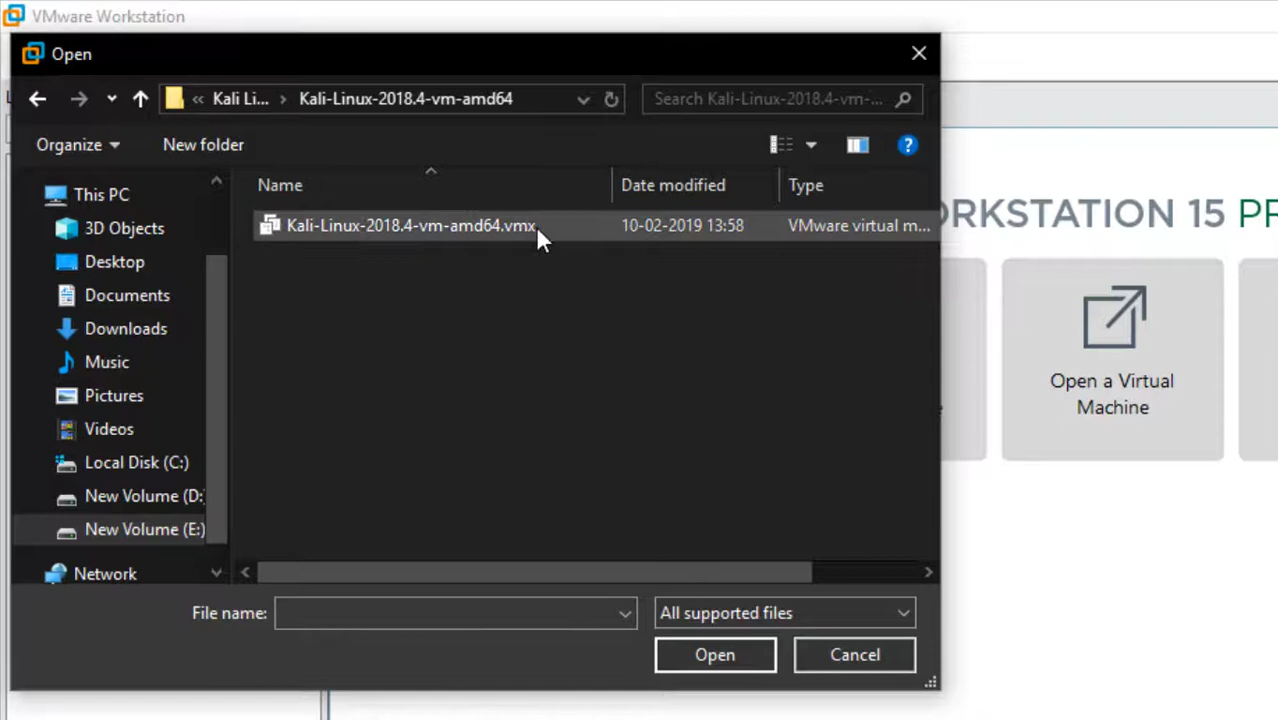 VMware Workstation
Open
« Kali Li... > Kali-Linux-2018.4-vm-amd64
Search Kali-Linux-2018.4-vm-...
Organize
New folder
?
Name
Date modified
Type
This PC
3D Objects
Desktop
Documents
Downloads
Music
Pictures
Videos
Local Disk (C:)
New Volume (D:
New Volume (E:)
Network
Kali-Linux-2018.4-vm-amd64.vmx
10-02-2019 13:58
VMware virtual m...
ORKSTATION 15 PR
Open a Virtual
Machine
File name:
All supported files
Open
Cancel